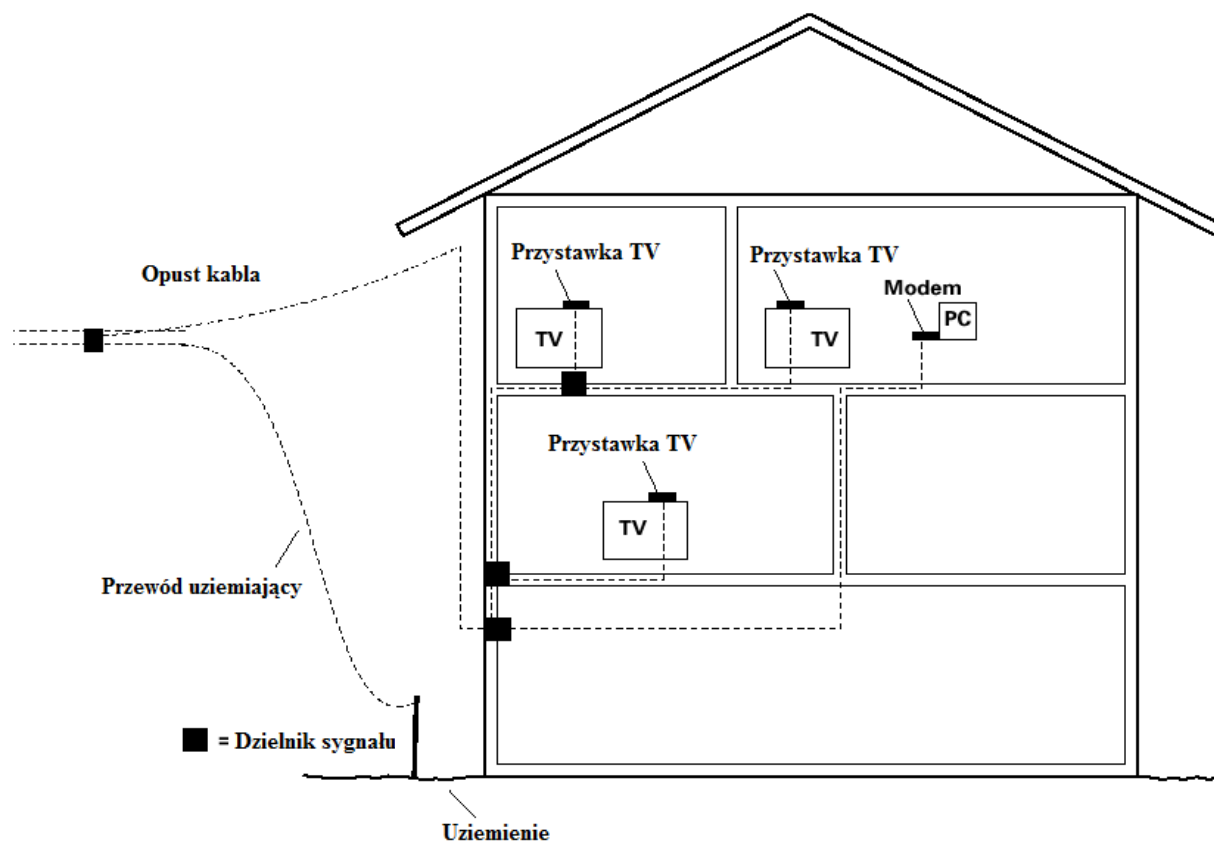 Przystawka TV
Przystawka TV
Opust kabla
Modem
PC
TV
TV
Przystawka TV
TV
Przewód uziemiający
= Dzielnik sygnału
Uziemienie